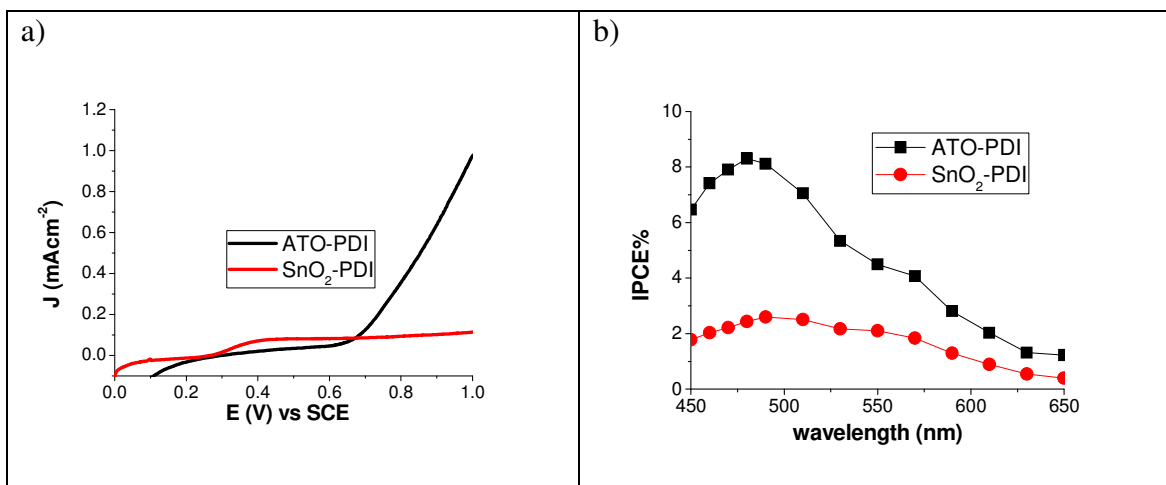 a)
1.2
1.0
0.8
0.6
0.4
0.2
0.0
J (mAcm⁻²)
ATO-PDI
SnO₂-PDI
0.0 0.2 0.4 0.6 0.8 1.0
E (V) vs SCE
b)
10
8
6
4
2
0
IPCE%
ATO-PDI
SnO₂-PDI
450 500 550 600 650
wavelength (nm)